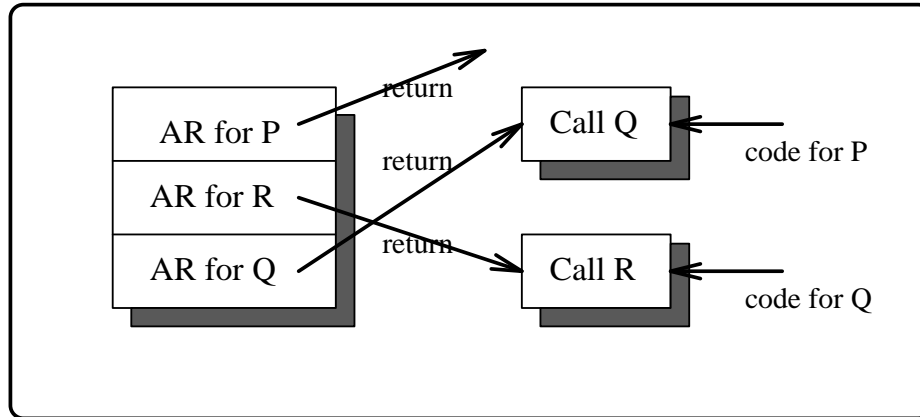 AR for P
AR for R
AR for Q
return
return
return
Call Q
code for P
Call R
code for Q